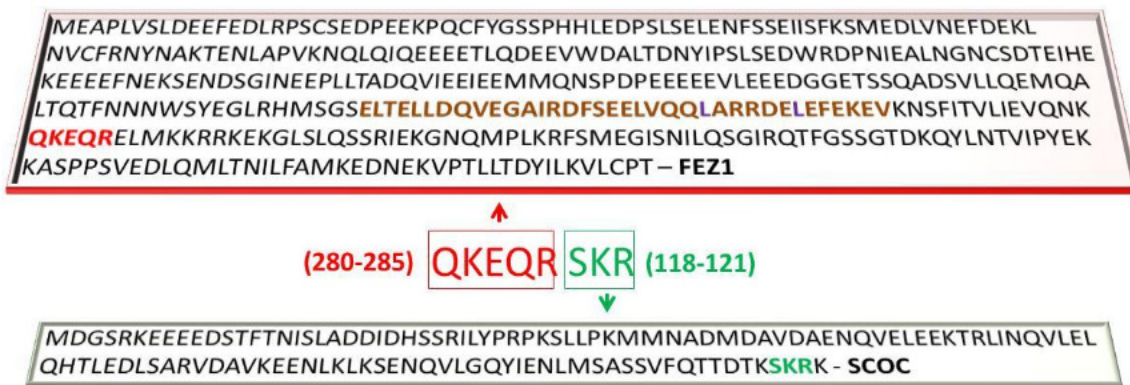 MEAPLVSLDEEFEDLRPSCSEDPEEKPQCFYGSSPHHLEDPSLSELENFSSEIISFKSMEDLVNEFDEKL
NVCFRNYNAKTENLAPVKNQLQIQEEEETLQDEEVWDALTDNYIPSLSEDWRDPNIEALNGNCSDTEIHE
KEEEEFNEKSENDSGINEEPLLTADQVIEEIEEMMQNSPDPEEEEEVLEEEDGGETSSQADSVLLQEMQA
LTQTFNNNWSYEGLRHMSGSELTELLDQVEGAIRDFSEELVQQLARRDELEFEKEVKNSFITVLIEVQNK
QKEQRELMKKRRKEKGLSLQSSRIEKGNQMPLKRFSMEGISNILQSGIRQTFGSSGTDKQYLNTVIPYEK
KASPPSVEDLQMLTNILFAMKEDNEKVPTLLTDYILKVLCPT – FEZ1
(280-285) QKEQR SKR (118-121)
MDGSRKEEEEDSTFTNISLADDIDHSSRILYPRPKSLLPKMMNADMDAVDAENQVELEEKTRLINQVLEL
QHTLEDLSARVDAVKEENLKLKSENQVLGQYIENLMSASSVFQTTDTKSKRK - SCOC